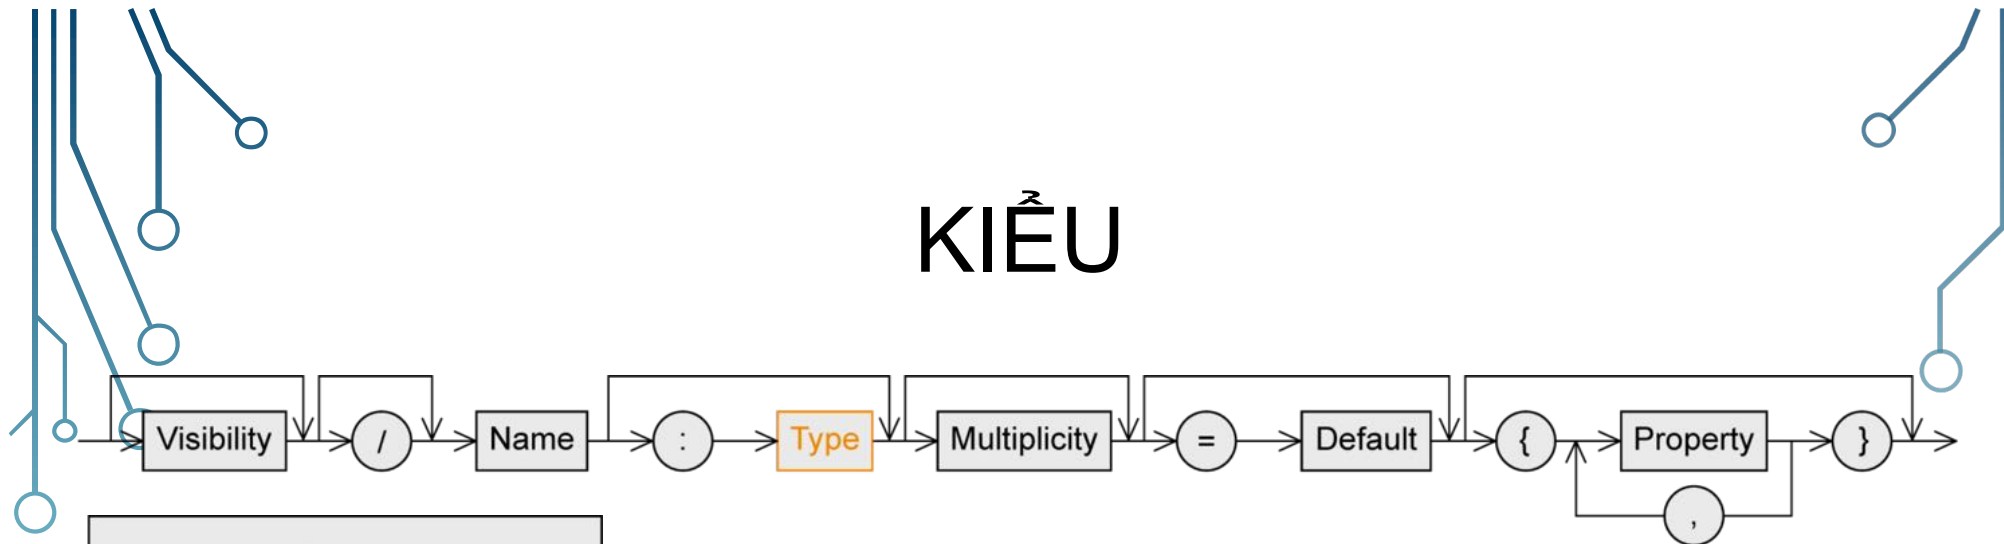 KIỂU
Visibility / Name : Type Multiplicity = Default { Property }
,